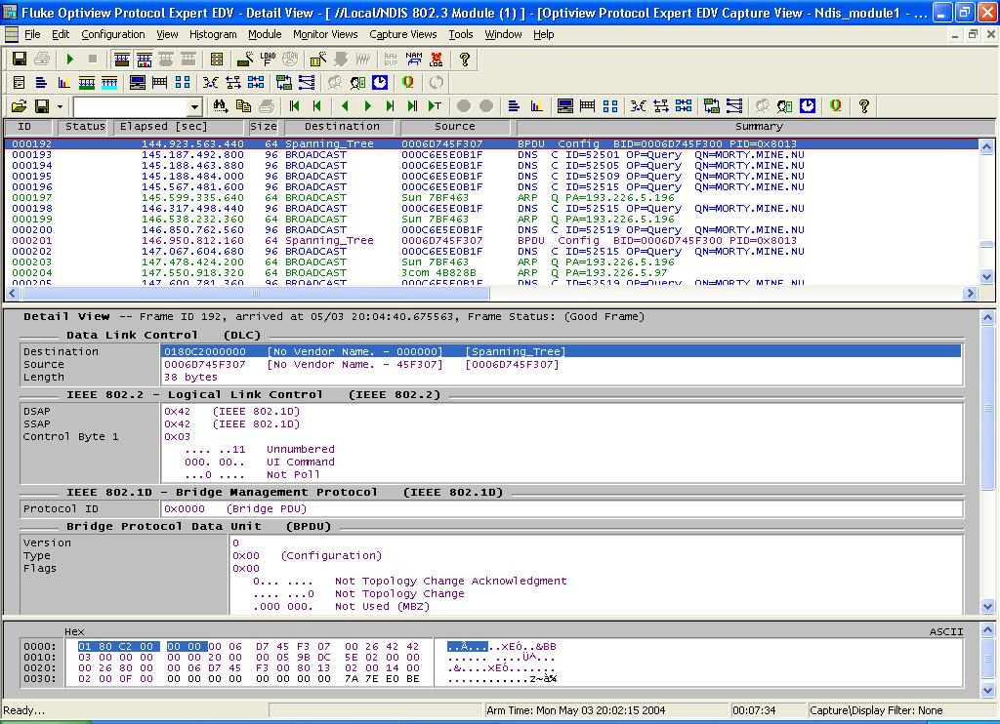 Fluke Optiview Protocol Expert EDV - Detail View - [ //Local/NDIS 802.3 Module (1) ] - [Optiview Protocol Expert EDV Capture View - Ndis_module1 - ...
File Edit Configuration View Histogram Module Monitor Views Capture Views Tools Window Help
ID Status Elapsed [sec] Size Destination Source Summary
000192 144.923.563.440 64 Spanning_Tree 0006D745F307 BPDU Config BID=0006D745F300 PID=0x8013
000193 145.187.492.800 96 BROADCAST 00C6E5E0B1F DNS C ID=52501 OP=Query QN=MORTY.MINE.NU
000194 145.188.463.880 96 BROADCAST 00C6E5E0B1F DNS C ID=52505 OP=Query QN=MORTY.MINE.NU
000195 145.188.484.000 96 BROADCAST 00C6E5E0B1F DNS C ID=52509 OP=Query QN=MORTY.MINE.NU
000196 145.567.481.600 96 BROADCAST 00C6E5E0B1F DNS C ID=52515 OP=Query QN=MORTY.MINE.NU
000197 145.599.335.640 64 BROADCAST Sun 7BF463 ARP Q PA=193.226.5.196
000198 146.317.498.440 96 BROADCAST 00C6E5E0B1F DNS C ID=52515 OP=Query QN=MORTY.MINE.NU
000199 146.538.232.360 64 BROADCAST Sun 7BF463 ARP Q PA=193.226.5.196
000200 146.850.762.560 96 BROADCAST 00C6E5E0B1F DNS C ID=52519 OP=Query QN=MORTY.MINE.NU
000201 146.950.812.160 64 Spanning_Tree 0006D745F307 BPDU Config BID=0006D745F300 PID=0x8013
000202 147.067.604.680 96 BROADCAST 00C6E5E0B1F DNS C ID=52515 OP=Query QN=MORTY.MINE.NU
000203 147.478.424.200 64 BROADCAST Sun 7BF463 ARP Q PA=193.226.5.196
000204 147.550.918.320 64 BROADCAST 3com 4B828B ARP Q PA=193.226.5.97
000205 147.600.781.360 96 BROADCAST 00C6E5E0B1F DNS C ID=52519 OP=Query QN=MORTY.MINE.NU
Detail View -- Frame ID 192, arrived at 05/03 20:04:40.675563, Frame Status: (Good Frame)
Data Link Control (DLC)
Destination 0180C2000000 [No Vendor Name. - 000000] [Spanning_Tree]
Source 0006D745F307 [No Vendor Name. - 45F307] [0006D745F307]
Length 38 bytes
IEEE 802.2 - Logical Link Control (IEEE 802.2)
DSAP 0x42 (IEEE 802.1D)
SSAP 0x42 (IEEE 802.1D)
Control Byte 1 0x03
.... ..11 Unnumbered
000. 00.. UI Command
...0 .... Not Poll
IEEE 802.1D - Bridge Management Protocol (IEEE 802.1D)
Protocol ID 0x0000 (Bridge PDU)
Bridge Protocol Data Unit (BPDU)
Version 0
Type 0x00 (Configuration)
Flags 0x00
0... .... Not Topology Change Acknowledgment
.... ...0 Not Topology Change
.000 000. Not Used (MBZ)
Hex ASCII
0000: 01 80 C2 00 00 00 00 06 D7 45 F3 07 00 26 42 42 ..Â.....×Eó..&BB
0010: 03 00 00 00 00 00 20 00 00 05 9B DC 5E 02 00 00 ...... ....Ü^...
0020: 00 26 80 00 00 06 D7 45 F3 00 80 13 02 00 14 00 .&....×Eó.......
0030: 02 00 0F 00 00 00 00 00 00 00 00 00 7A 7E E0 BE ............z~à¾
Ready... Arm Time: Mon May 03 20:02:15 2004 00:07:34 Capture\Display Filter: None